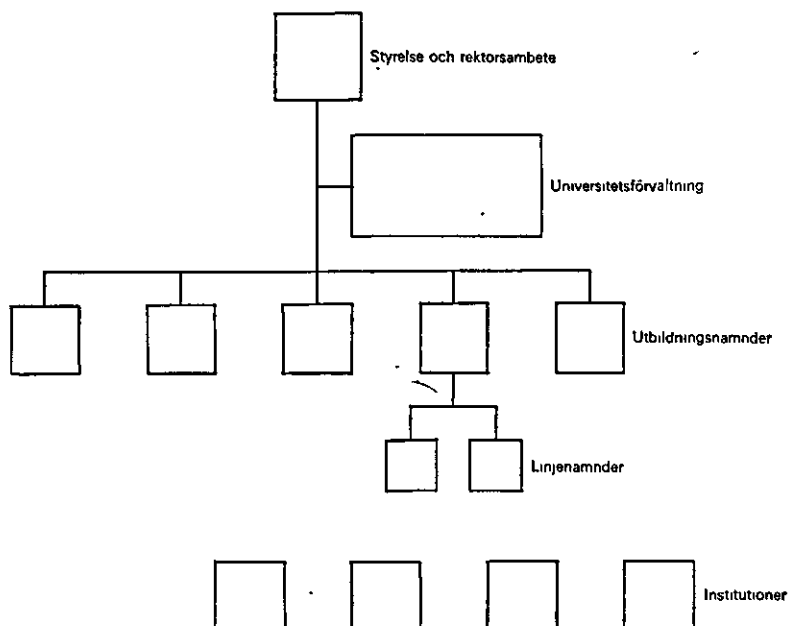 Styrelse och rektorsambete
Universitetsförvaltning
Utbildningsnamnder
Linjenamnder
Institutioner